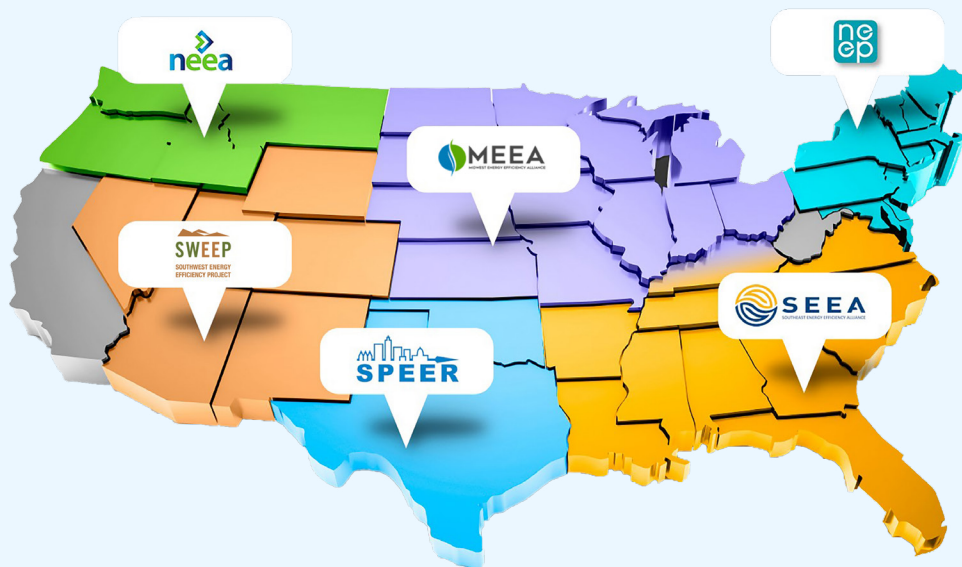 neea
ne
ep
MEEA
MIDWEST ENERGY EFFICIENCY ALLIANCE
SWEEP
SOUTHWEST ENERGY
EFFICIENCY PROJECT
SEEA
SOUTHEAST ENERGY EFFICIENCY ALLIANCE
SPEER